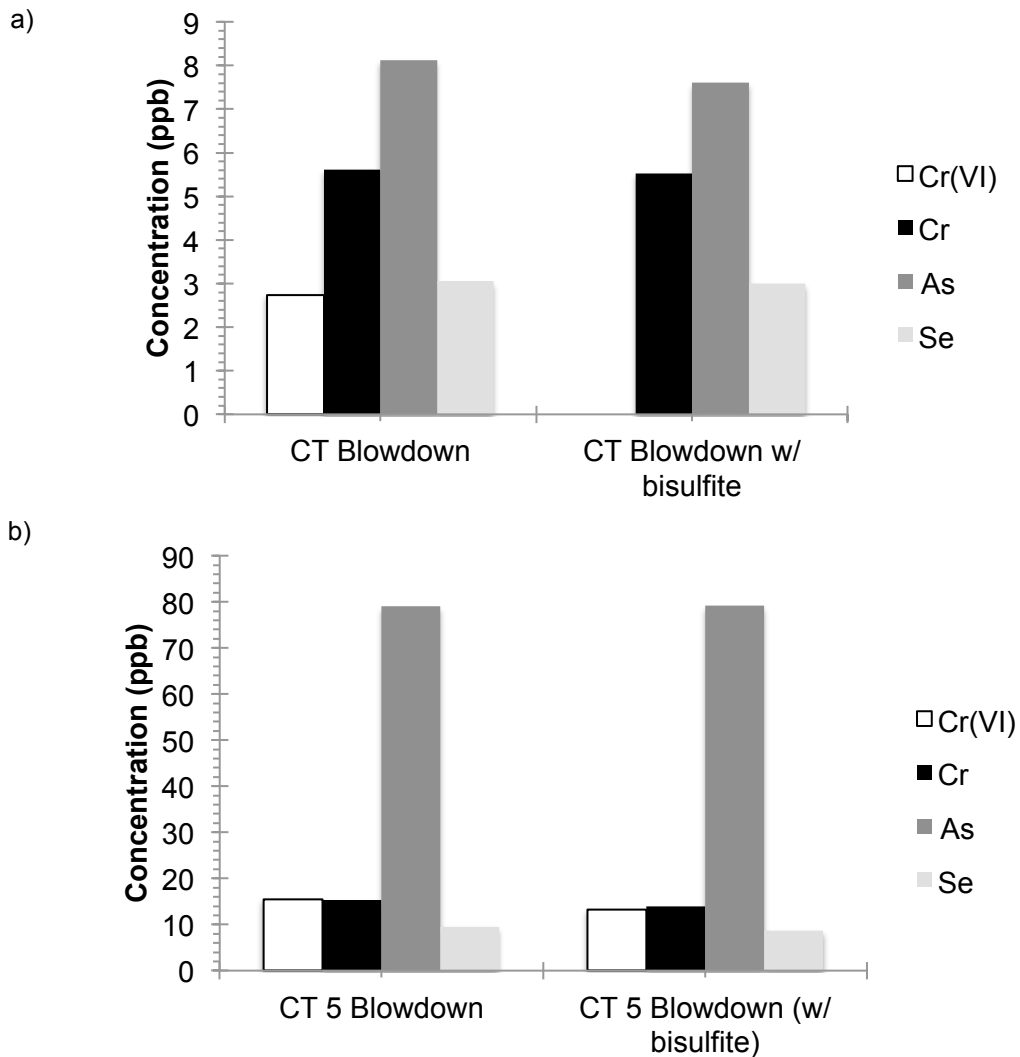 a)
Concentration (ppb)
9
8
7
6
5
4
3
2
1
0
CT Blowdown
CT Blowdown w/
bisulfite
Cr(VI)
Cr
As
Se
b)
Concentration (ppb)
90
80
70
60
50
40
30
20
10
0
CT 5 Blowdown
CT 5 Blowdown (w/
bisulfite)
Cr(VI)
Cr
As
Se